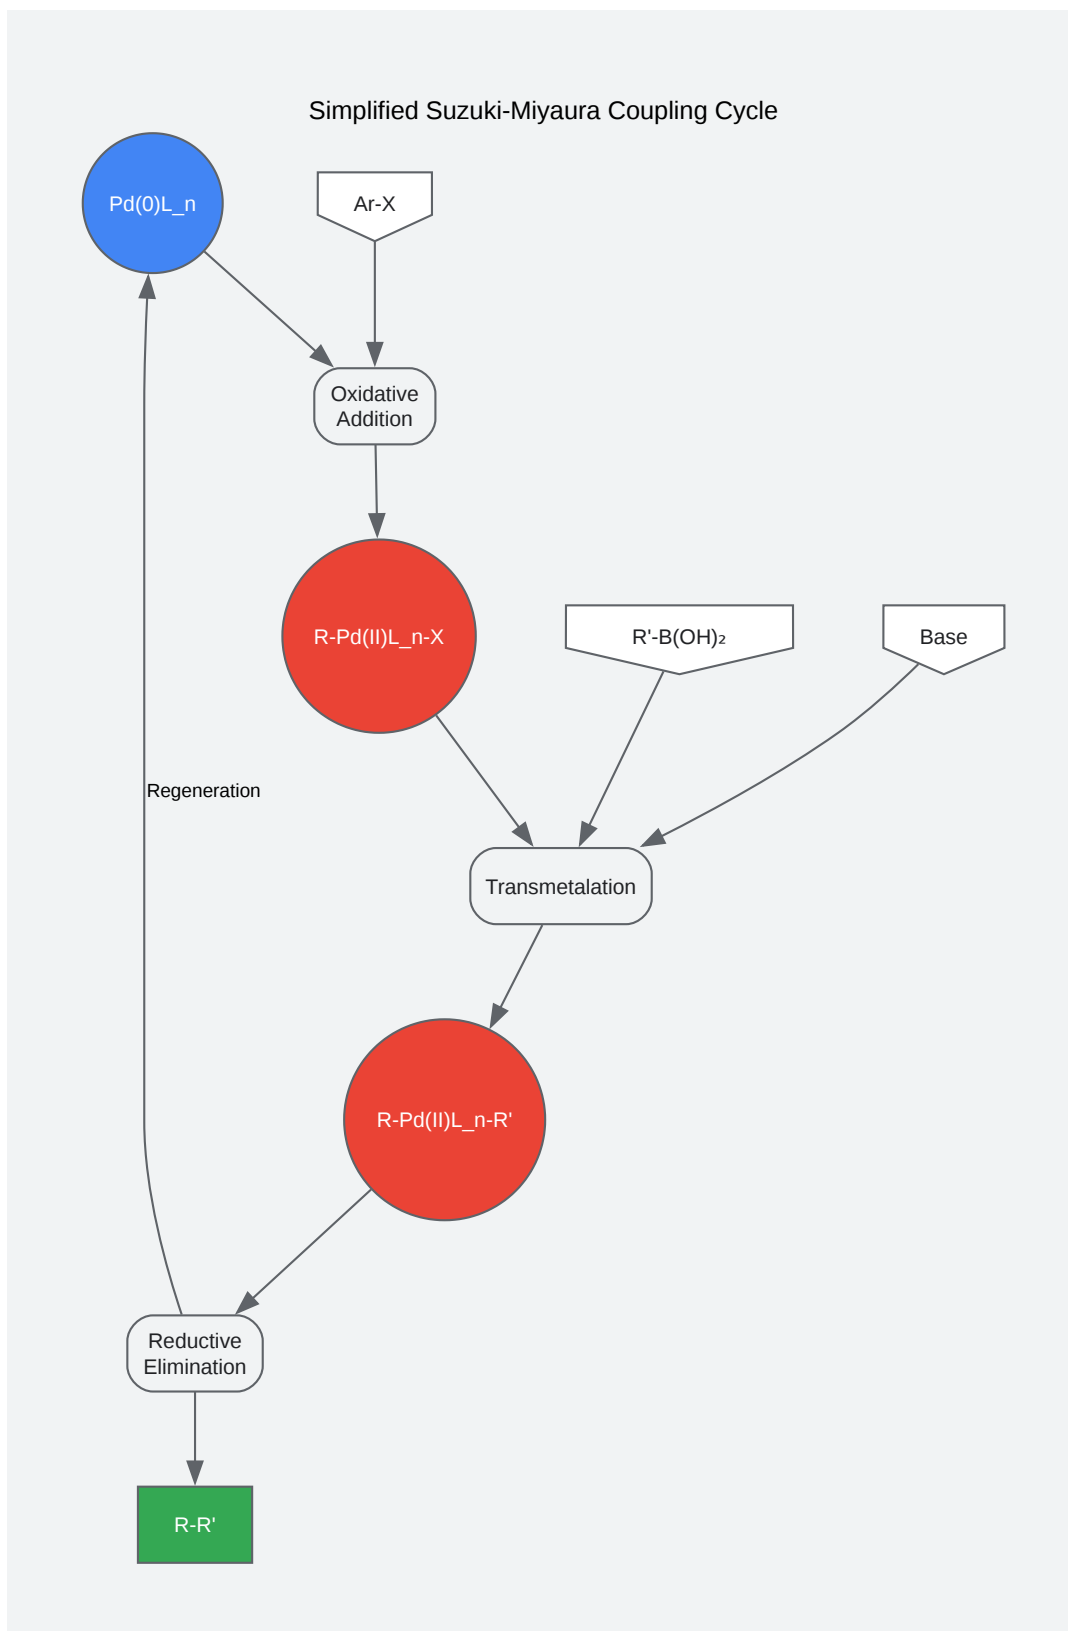 Simplified Suzuki-Miyaura Coupling Cycle
Pd(0)L_n
Ar-X
Oxidative
Addition
R-Pd(II)L_n-X
R'-B(OH)₂
Base
Regeneration
Transmetalation
R-Pd(II)L_n-R'
Reductive
Elimination
R-R'